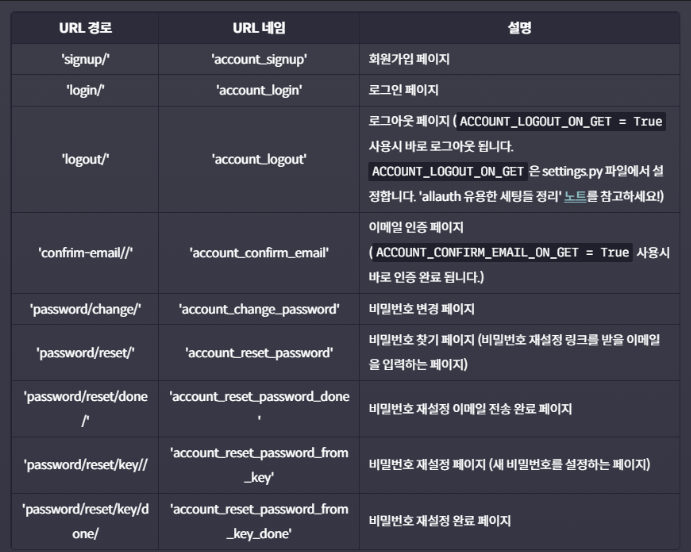 URL 경로 URL 네임 설명
'signup/' 'account_signup' 회원가입 페이지
'login/' 'account_login' 로그인 페이지
'logout/' 'account_logout' 로그아웃 페이지 ( ACCOUNT_LOGOUT_ON_GET = True
사용시 바로 로그아웃 됩니다.
ACCOUNT_LOGOUT_ON_GET 은 settings.py 파일에서 설
정합니다. 'allauth 유용한 세팅들 정리' 노트를 참고하세요!)
'confrim-email//' 'account_confirm_email' 이메일 인증 페이지
( ACCOUNT_CONFIRM_EMAIL_ON_GET = True 사용시
바로 인증 완료 됩니다.)
'password/change/' 'account_change_password' 비밀번호 변경 페이지
'password/reset/' 'account_reset_password' 비밀번호 찾기 페이지 (비밀번호 재설정 링크를 받을 이메일
을 입력하는 페이지)
'password/reset/done
/'
'account_reset_password_done
'
비밀번호 재설정 이메일 전송 완료 페이지
'password/reset/key//
'account_reset_password_from
_key'
비밀번호 재설정 페이지 (새 비밀번호를 설정하는 페이지)
'password/reset/key/d
one/
'account_reset_password_from
_key_done'
비밀번호 재설정 완료 페이지